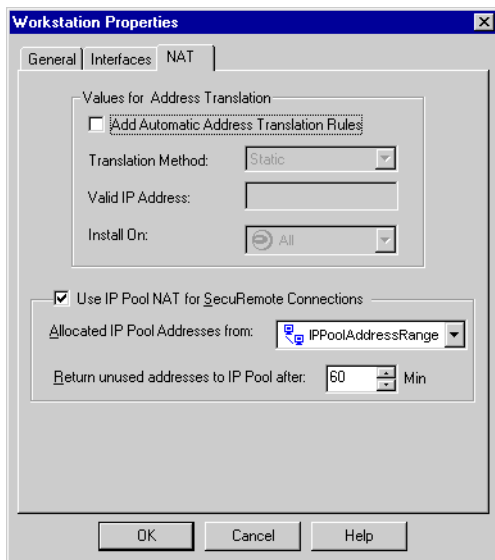 Workstation Properties
General Interfaces NAT
Values for Address Translation
Add Automatic Address Translation Rules
Translation Method: Static
Valid IP Address:
Install On: All
Use IP Pool NAT for SecuRemote Connections
Allocated IP Pool Addresses from: IPPoolAddressRange
Return unused addresses to IP Pool after: 60 Min
OK Cancel Help